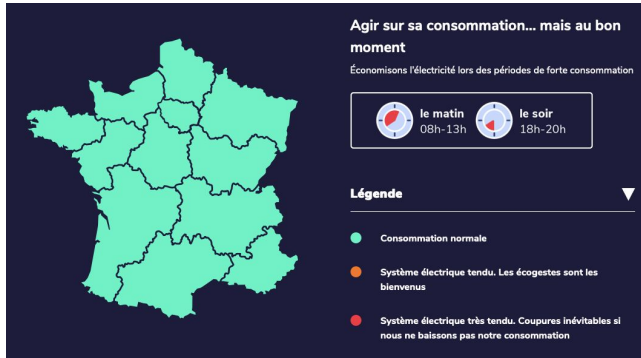 Agir sur sa consommation... mais au bon
moment
Économisons l'électricité lors des périodes de forte consommation
le matin
08h-13h
le soir
18h-20h
Légende
Consommation normale
Système électrique tendu. Les écogestes sont les
bienvenus
Système électrique très tendu. Coupures inévitables si
nous ne baissons pas notre consommation